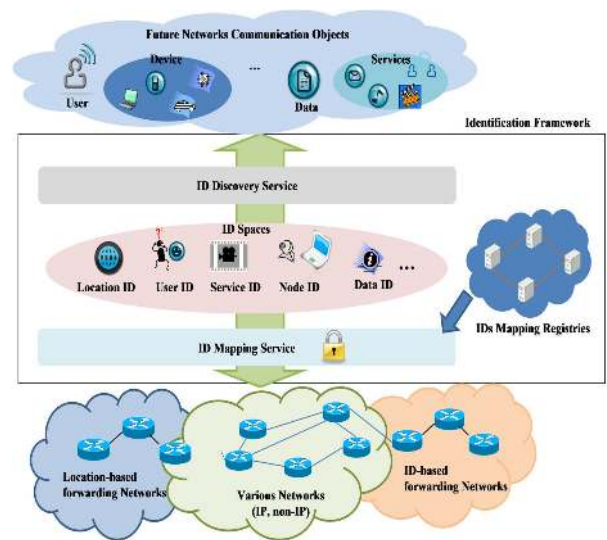 Future Networks Communication Objects
Device
...
Services
User
Data
Identification Framework
ID Discovery Service
ID Spaces
Location ID
User ID
Service ID
Node ID
Data ID
...
IDs Mapping Registries
ID Mapping Service
Location-based
forwarding Networks
Various Networks
(IP, non-IP)
ID-based
forwarding Networks